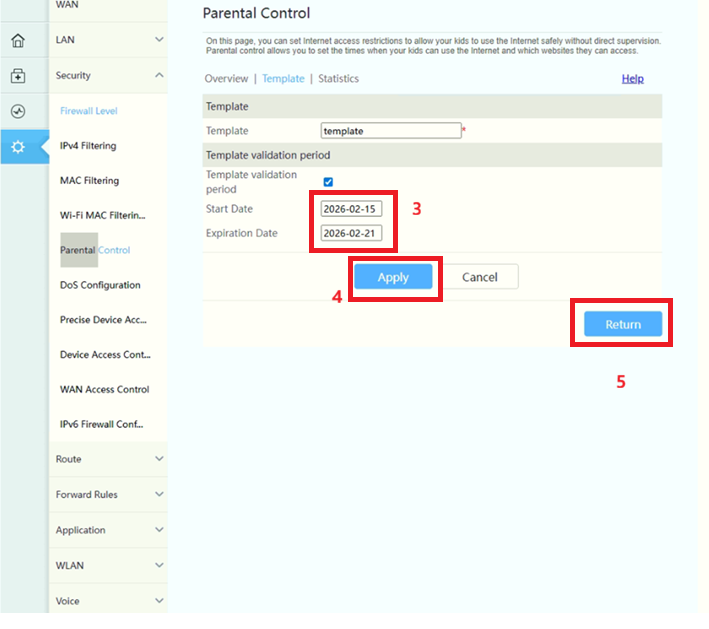 WAN
LAN
Security
Firewall Level
IPv4 Filtering
MAC Filtering
Wi-Fi MAC Filterin...
Parental Control
DoS Configuration
Precise Device Acc...
Device Access Cont...
WAN Access Control
IPv6 Firewall Conf...
Route
Forward Rules
Application
WLAN
Voice
Parental Control
On this page, you can set Internet access restrictions to allow your kids to use the Internet safely without direct supervision.
Parental control allows you to set the times when your kids can use the Internet and which websites they can access.
Overview | Template | Statistics
Help
Template
Template template*
Template validation period
Template validation
period
Start Date 2026-02-15 3
Expiration Date 2026-02-21
4 Apply Cancel
Return
5